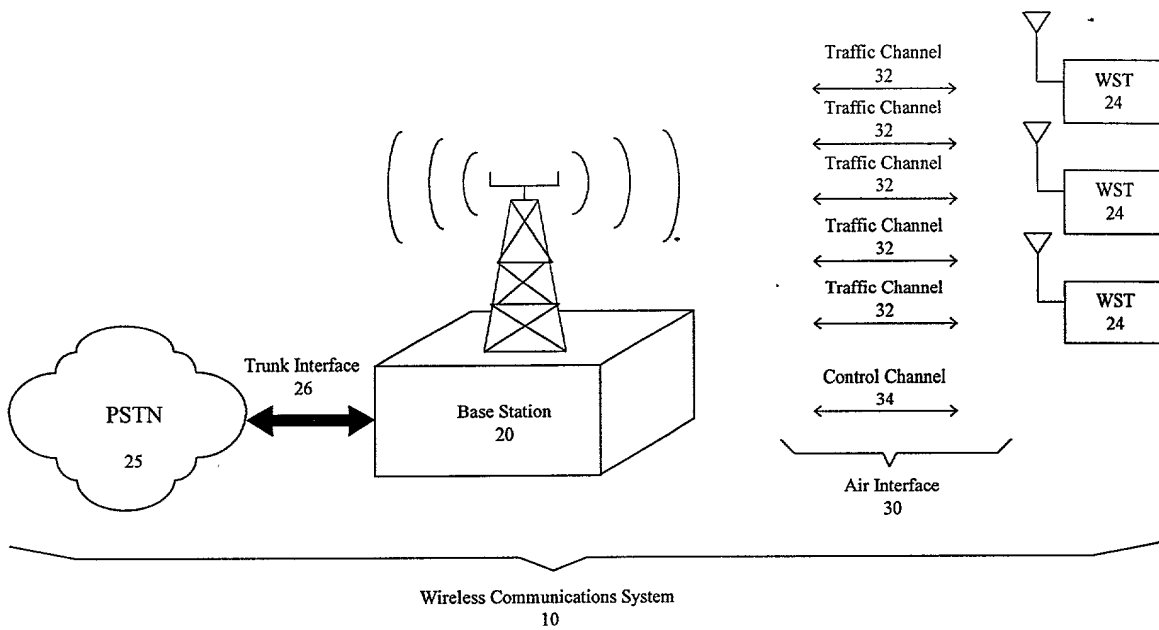 Traffic Channel
32
Traffic Channel
32
Traffic Channel
32
Traffic Channel
32
Traffic Channel
32
Control Channel
34
Air Interface
30
WST
24
WST
24
WST
24
Trunk Interface
26
PSTN
25
Base Station
20
Wireless Communications System
10